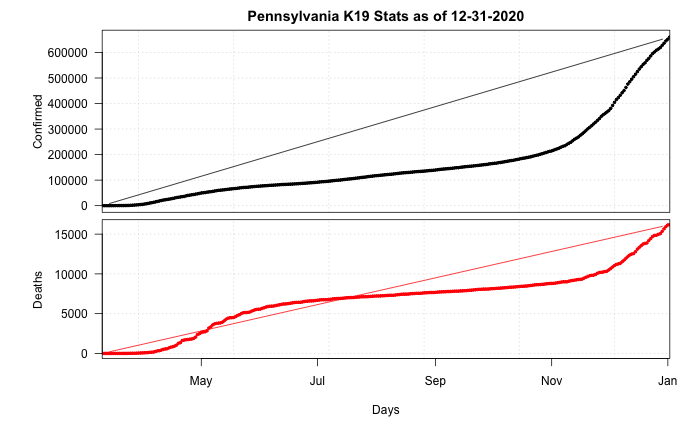 Pennsylvania K19 Stats as of 12-31-2020
Confirmed
600000
500000
400000
300000
200000
100000
0
Deaths
15000
10000
5000
0
May Jul Sep Nov Jan
Days